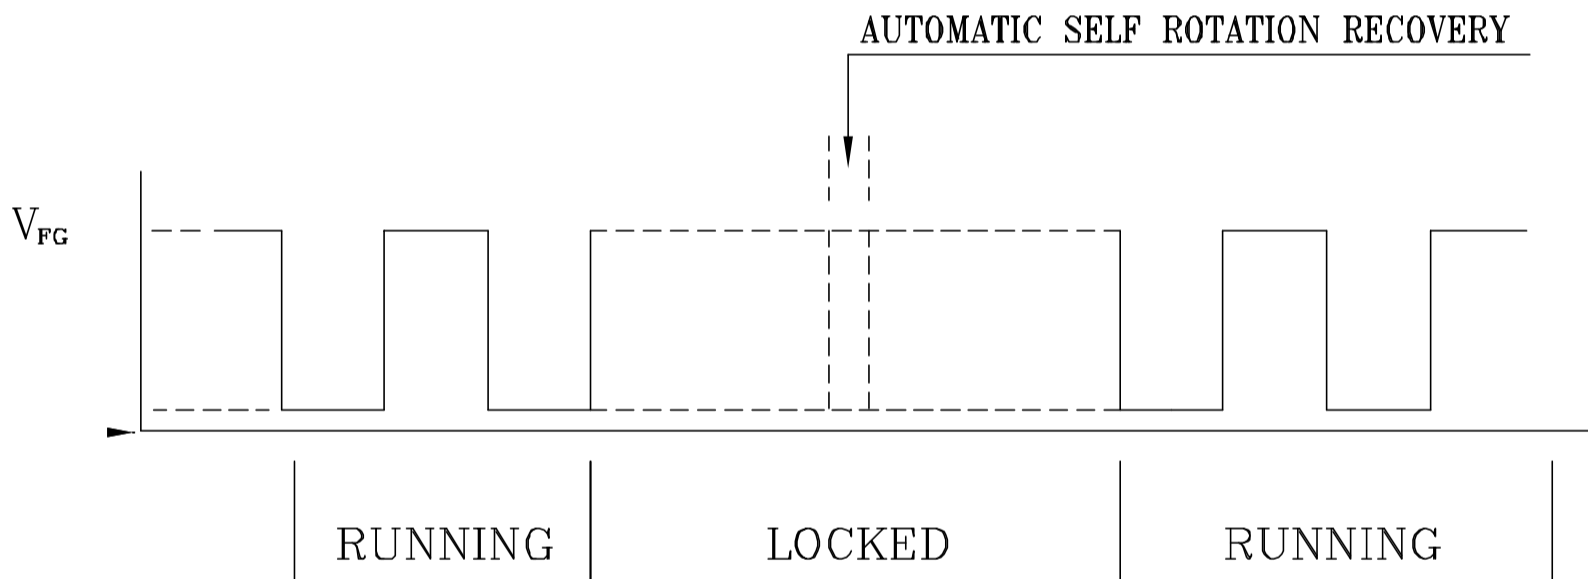 AUTOMATIC SELF ROTATION RECOVERY
VFG
RUNNING LOCKED RUNNING